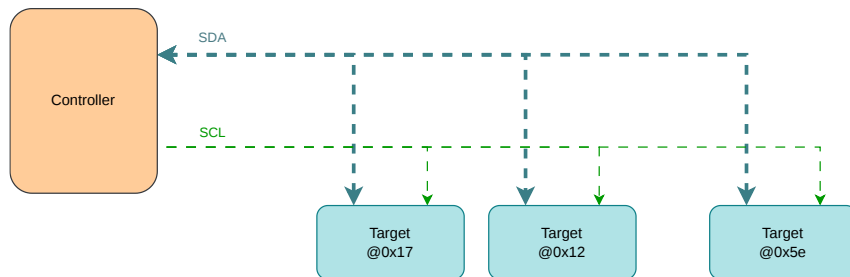 SDA
Controller
SCL
Target
@0x17
Target
@0x12
Target
@0x5e